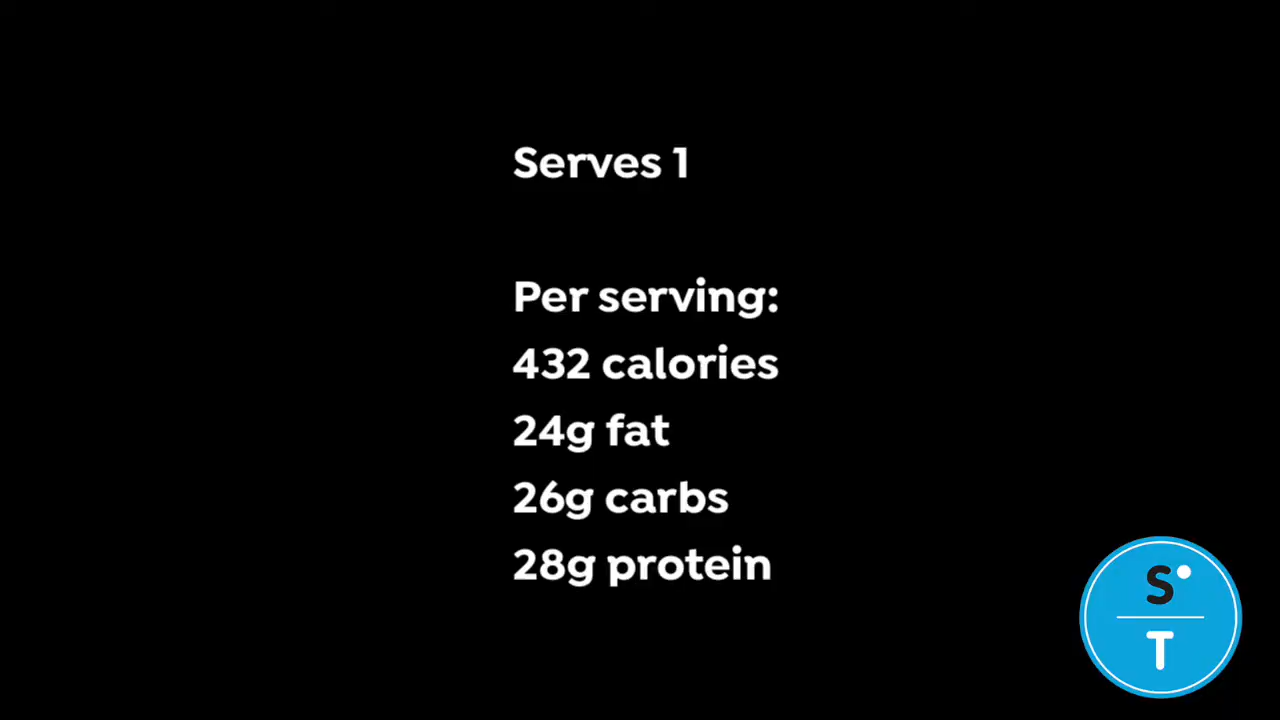 Serves 1
Per serving:
432 calories
24g fat
26g carbs
28g protein
S
T